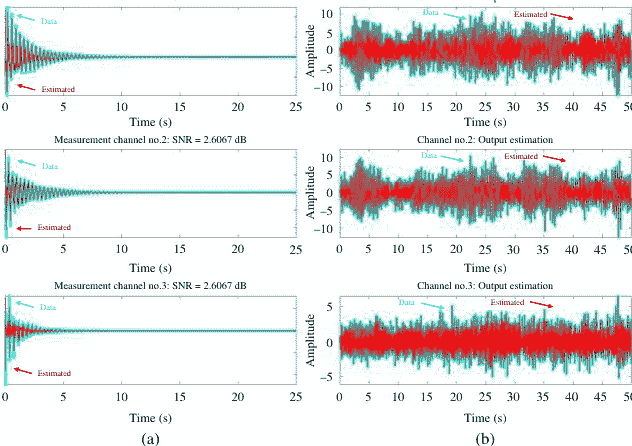 Data
Estimated
0 5 10 15 20 25
Time (s)
Measurement channel no.2: SNR = 2.6067 dB
Data
Estimated
0 5 10 15 20 25
Time (s)
Measurement channel no.3: SNR = 2.6067 dB
Data
Estimated
0 5 10 15 20 25
Time (s)
(a)
Data
Estimated
Amplitude
10
5
0
−5
−10
0 5 10 15 20 25 30 35 40 45 50
Time (s)
Channel no.2: Output estimation
Data
Estimated
Amplitude
10
5
0
−5
−10
0 5 10 15 20 25 30 35 40 45 50
Time (s)
Channel no.3: Output estimation
Data
Estimated
Amplitude
5
0
−5
0 5 10 15 20 25 30 35 40 45 50
Time (s)
(b)